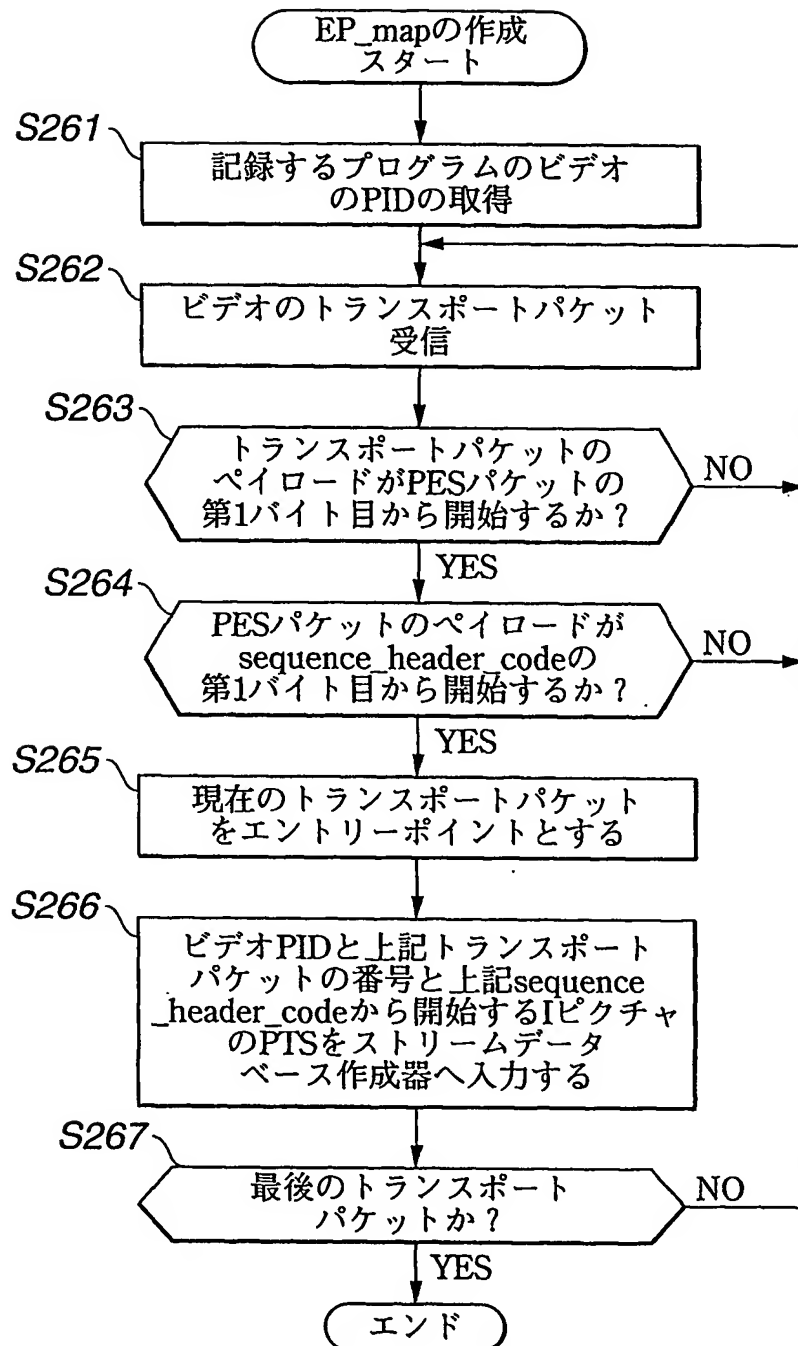 EP_mapの作成
スタート
S261
記録するプログラムのビデオ
のPIDの取得
S262
ビデオのトランスポートパケット
受信
S263
トランスポートパケットの
ペイロードがPESパケットの
第1バイト目から開始するか?
NO
YES
S264
PESパケットのペイロードが
sequence_header_codeの
第1バイト目から開始するか?
NO
YES
S265
現在のトランスポートパケット
をエントリーポイントとする
S266
ビデオPIDと上記トランスポート
パケットの番号と上記sequence
_header_codeから開始するIピクチャ
のPTSをストリームデータ
ベース作成器へ入力する
S267
最後のトランスポート
パケットか?
NO
YES
エンド